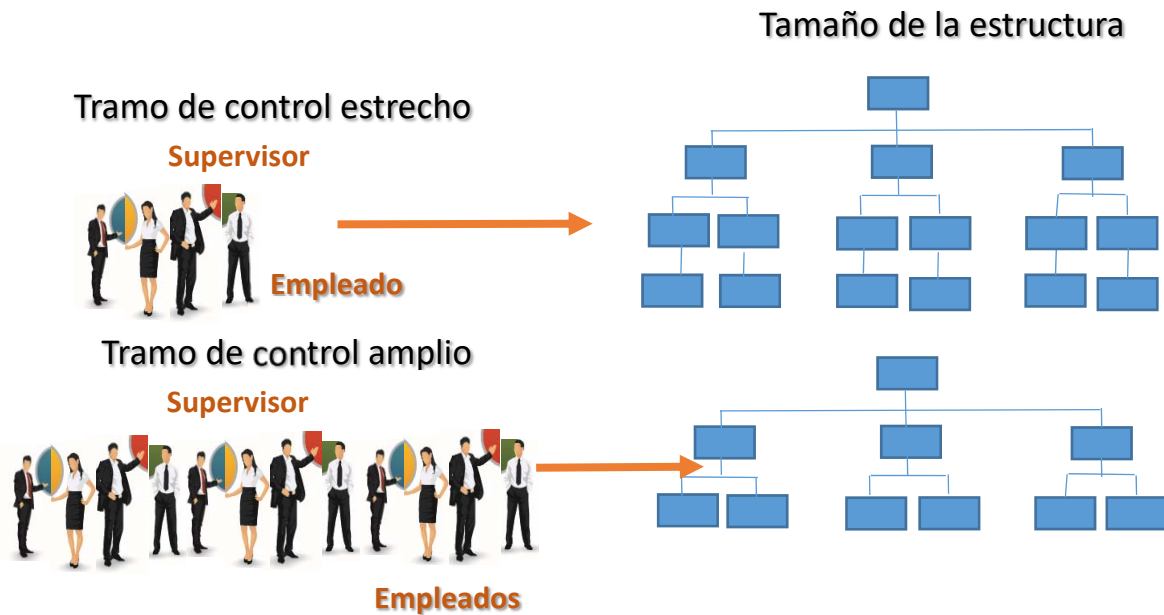 Tamaño de la estructura
Tramo de control estrecho
Supervisor
Empleado
Tramo de control amplio
Supervisor
Empleados